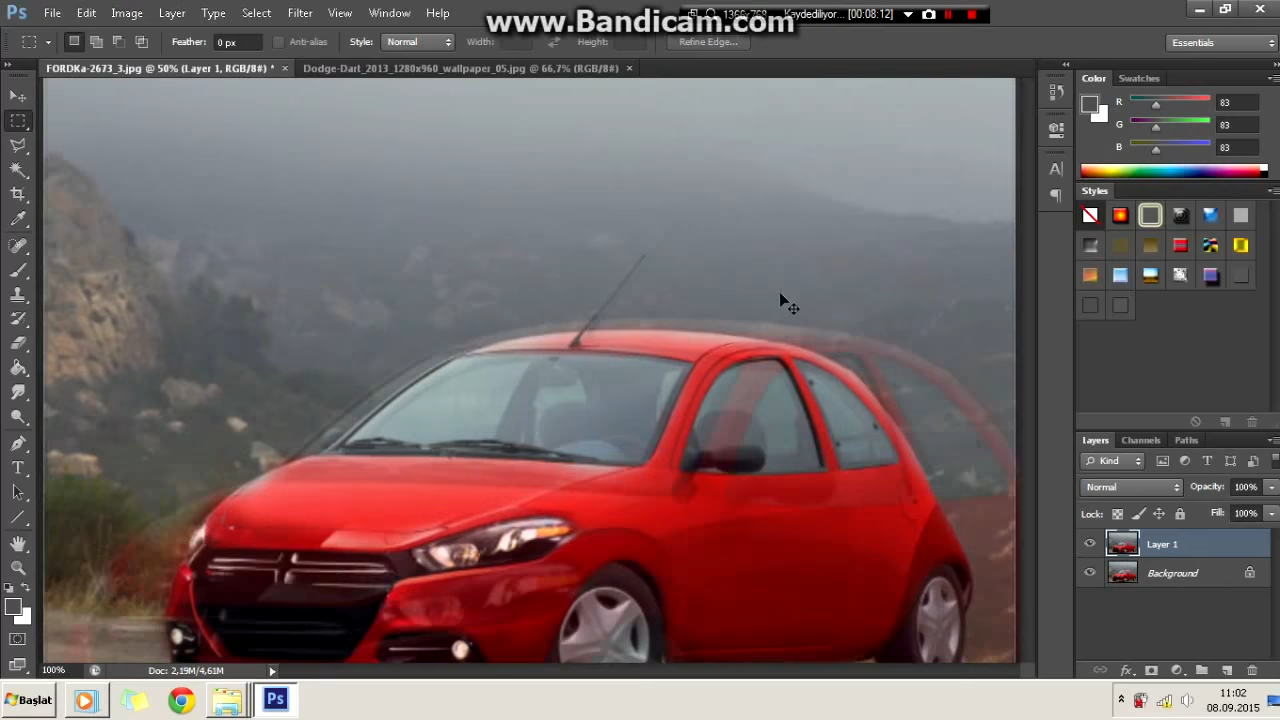 Ps File Edit Image Layer Type Select Filter View Window Help
www.Bandicam.com
1366x768 Kaydediliyor... [00:08:12]
Feather: 0 px Anti-alias Style: Normal Width: Height: Refine Edge... Essentials
FORDKa-2673_3.jpg @ 50% (Layer 1, RGB/8#) * × Dodge-Dart_2013_1280x960_wallpaper_05.jpg @ 66,7% (RGB/8#) ×
Color Swatches
R 83
G 83
B 83
Styles
Layers Channels Paths
Kind
Normal Opacity: 100%
Lock: Fill: 100%
Layer 1
Background
100% Doc: 2,19M/4,61M
Başlat Ps
11:02
08.09.2015